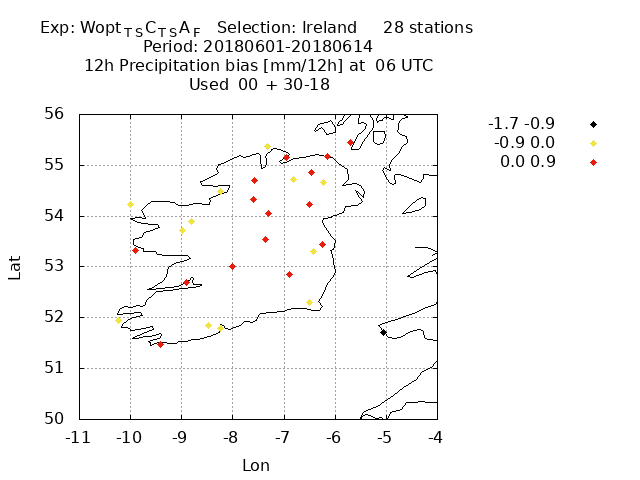 Exp: Wopt TS C TS A F Selection: Ireland 28 stations
Period: 20180601-20180614
12h Precipitation bias [mm/12h] at 06 UTC
Used 00 + 30-18
-1.7 -0.9
-0.9 0.0
0.0 0.9
56
55
54
53
52
51
50
Lat
-11 -10 -9 -8 -7 -6 -5 -4
Lon